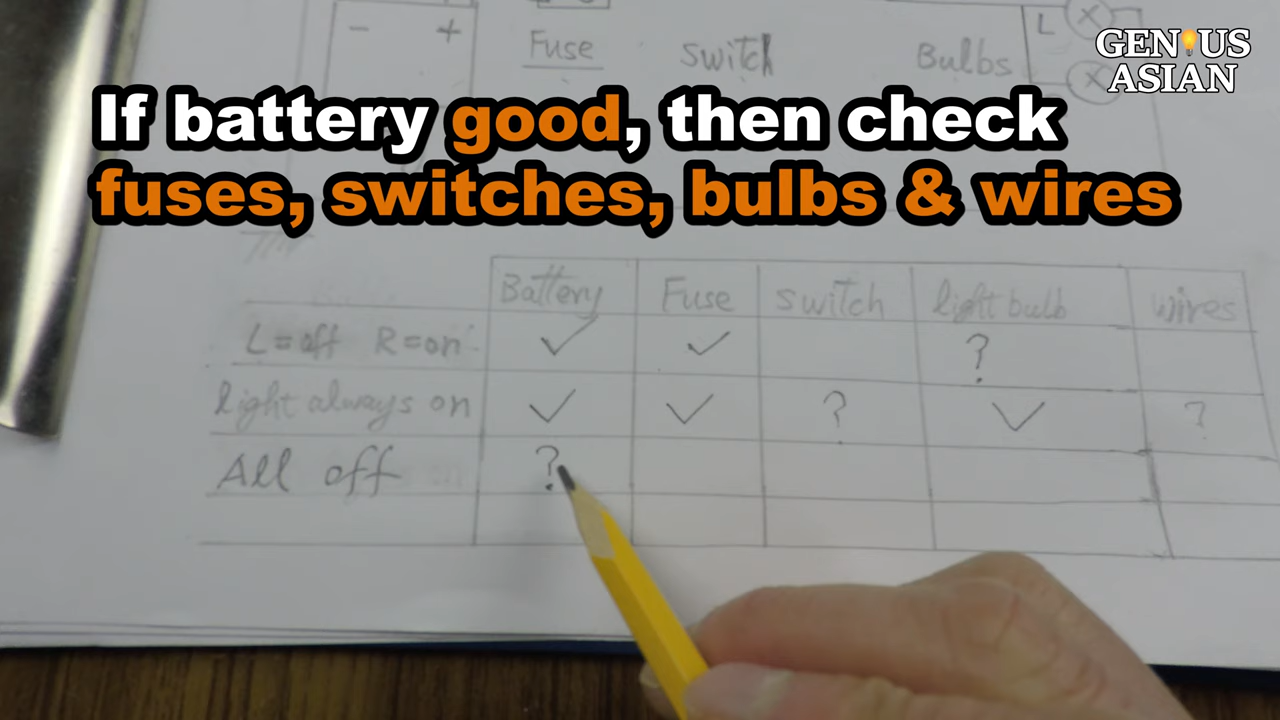 − +
Fuse Switch Bulbs
L
GENIUS
ASIAN
If battery good, then check
fuses, switches, bulbs & wires
Battery Fuse switch light bulb wires
L=off R=on ✓ ✓ ?
light always on ✓ ✓ ? ✓ ?
All off ?